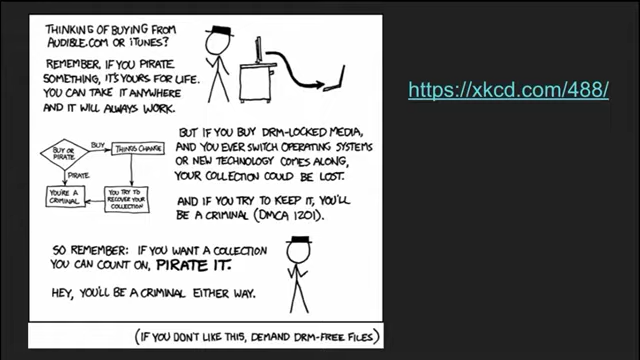 THINKING OF BUYING FROM
AUDIBLE.COM OR iTUNES?
REMEMBER, IF YOU PIRATE
SOMETHING, IT'S YOURS FOR LIFE.
YOU CAN TAKE IT ANYWHERE
AND IT WILL ALWAYS WORK.
https://xkcd.com/488/
BUY OR
PIRATE
BUY
THINGS CHANGE
PIRATE
YOU'RE A
CRIMINAL
YOU TRY TO
RECOVER YOUR
COLLECTION
BUT IF YOU BUY DRM-LOCKED MEDIA,
AND YOU EVER SWITCH OPERATING SYSTEMS
OR NEW TECHNOLOGY COMES ALONG,
YOUR COLLECTION COULD BE LOST.
AND IF YOU TRY TO KEEP IT, YOU'LL
BE A CRIMINAL (DMCA 1201).
SO REMEMBER: IF YOU WANT A COLLECTION
YOU CAN COUNT ON, PIRATE IT.
HEY, YOU'LL BE A CRIMINAL EITHER WAY.
(IF YOU DON'T LIKE THIS, DEMAND DRM-FREE FILES)